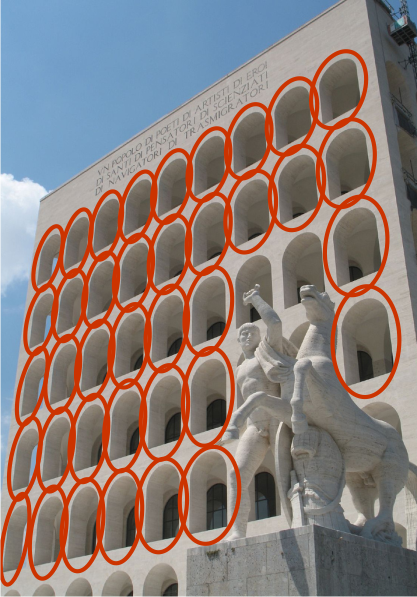 VN POPOLO DI POETI DI ARTISTI DI EROI
DI SANTI DI PENSATORI DI SCIENZIATI
DI NAVIGATORI DI TRASMIGRATORI